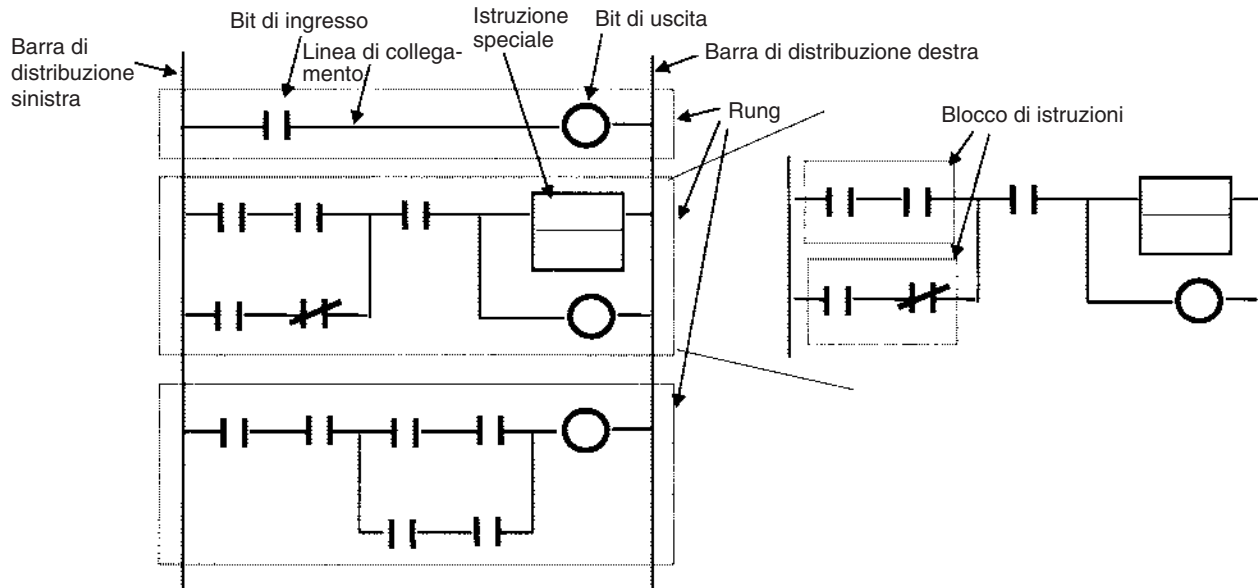 Barra di
distribuzione
sinistra
Bit di ingresso
Linea di collega-
mento
Istruzione
speciale
Bit di uscita
Barra di distribuzione destra
Rung
Blocco di istruzioni